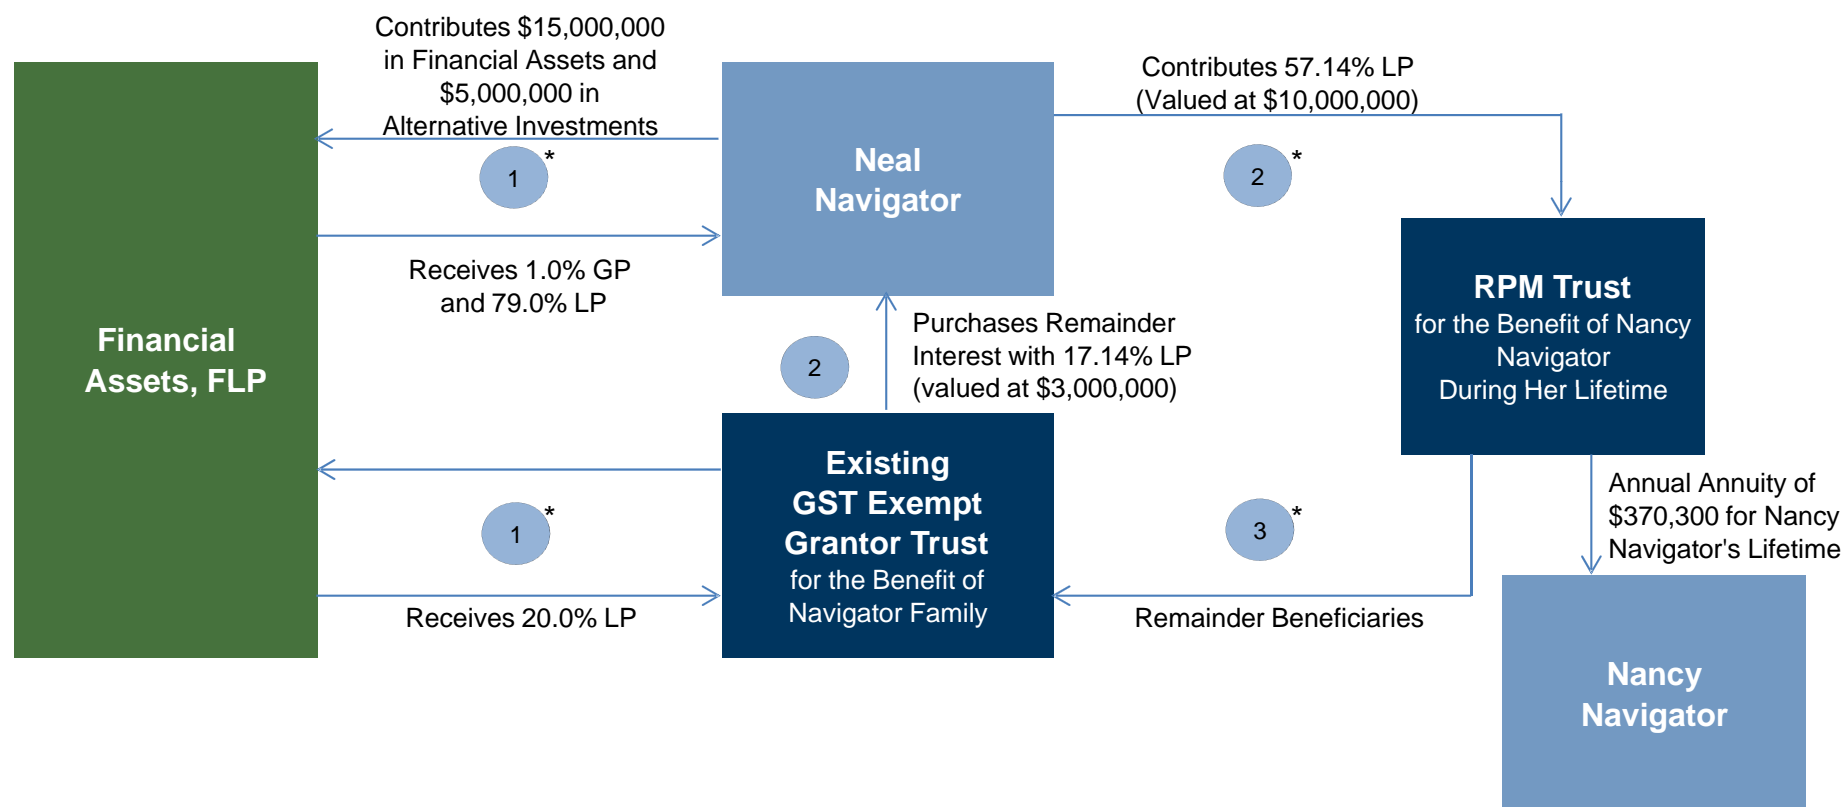 Contributes $15,000,000
in Financial Assets and
$5,000,000 in
Alternative Investments
1*
Receives 1.0% GP
and 79.0% LP
Financial
Assets, FLP
Neal
Navigator
Contributes 57.14% LP
(Valued at $10,000,000)
2*
RPM Trust
for the Benefit of Nancy
Navigator
During Her Lifetime
2
Purchases Remainder
Interest with 17.14% LP
(valued at $3,000,000)
Existing
GST Exempt
Grantor Trust
for the Benefit of
Navigator Family
1*
Receives 20.0% LP
3*
Remainder Beneficiaries
Annual Annuity of
$370,300 for Nancy
Navigator's Lifetime
Nancy
Navigator